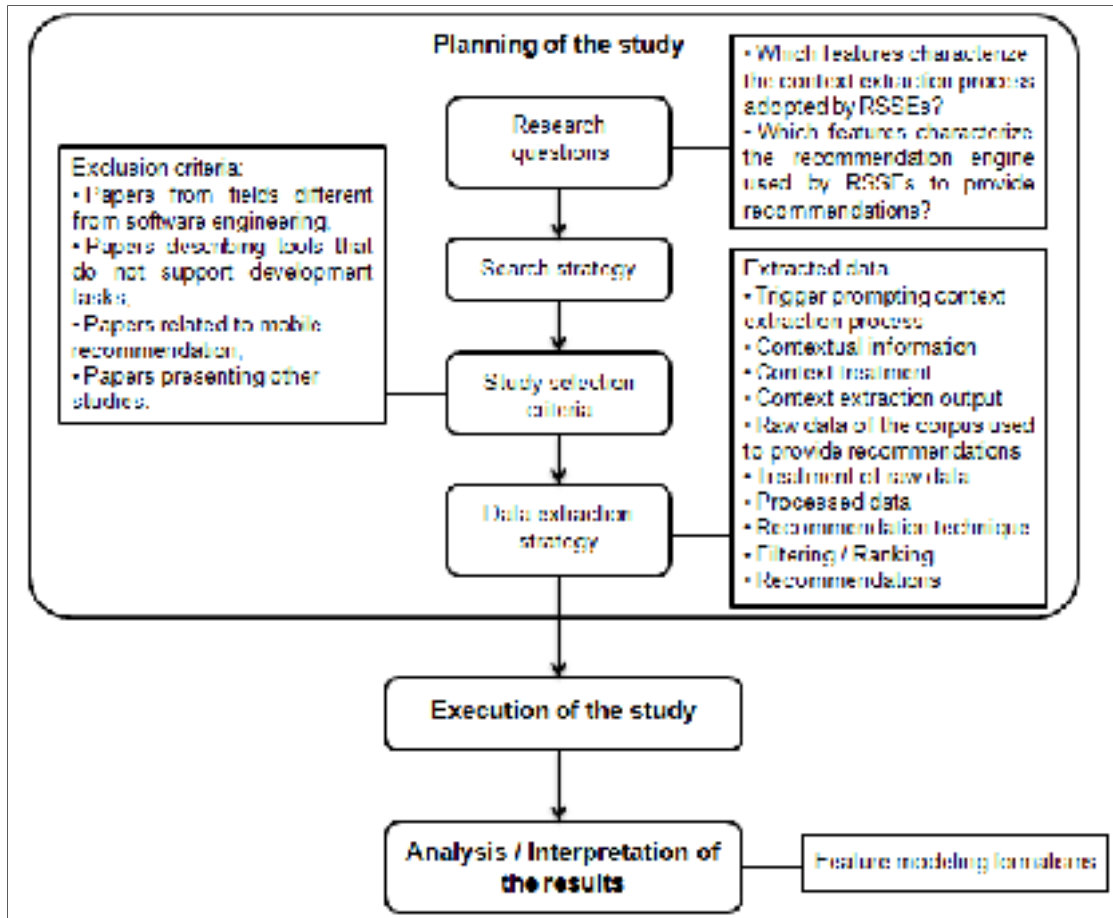 Planning of the study
• Which features characterize
the context extraction process
adopted by RSSEs?
• Which features characterize
the recommendation engine
used by RSSEs to provide
recommendations?
Research
questions
Exclusion criteria:
• Papers from fields different
from software engineering,
• Papers describing tools that
do not support development
tasks,
• Papers related to mobile
recommendation,
• Papers presenting other
studies.
Search strategy
Study selection
criteria
Data extraction
strategy
Extracted data
• Trigger prompting context
extraction process
• Contextual information
• Context treatment
• Context extraction output
• Raw data of the corpus used
to provide recommendations
• Treatment of raw data
• Processed data
• Recommendation technique
• Filtering / Ranking
• Recommendations
Execution of the study
Analysis / Interpretation of
the results
Feature modeling formalisms